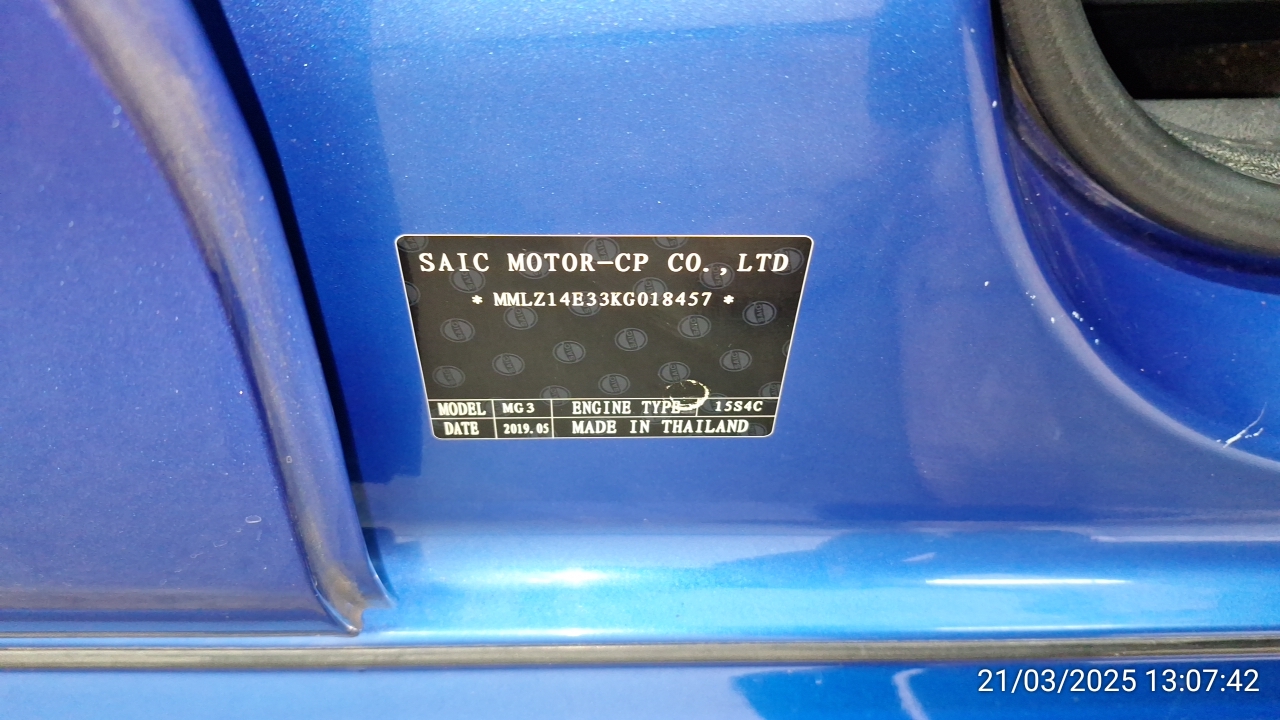 SAIC MOTOR-CP CO.,LTD
* MMLZ14E33KG018457 *
MODEL MG3 ENGINE TYPE 15S4C
DATE 2019.05 MADE IN THAILAND
21/03/2025 13:07:42